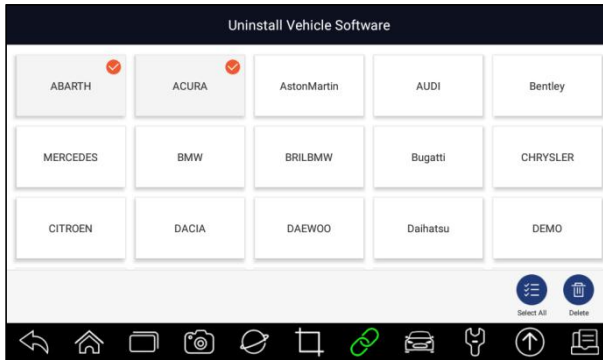 Uninstall Vehicle Software
ABARTH ACURA AstonMartin AUDI Bentley
MERCEDES BMW BRILBMW Bugatti CHRYSLER
CITROEN DACIA DAEWOO Daihatsu DEMO
Select All Delete